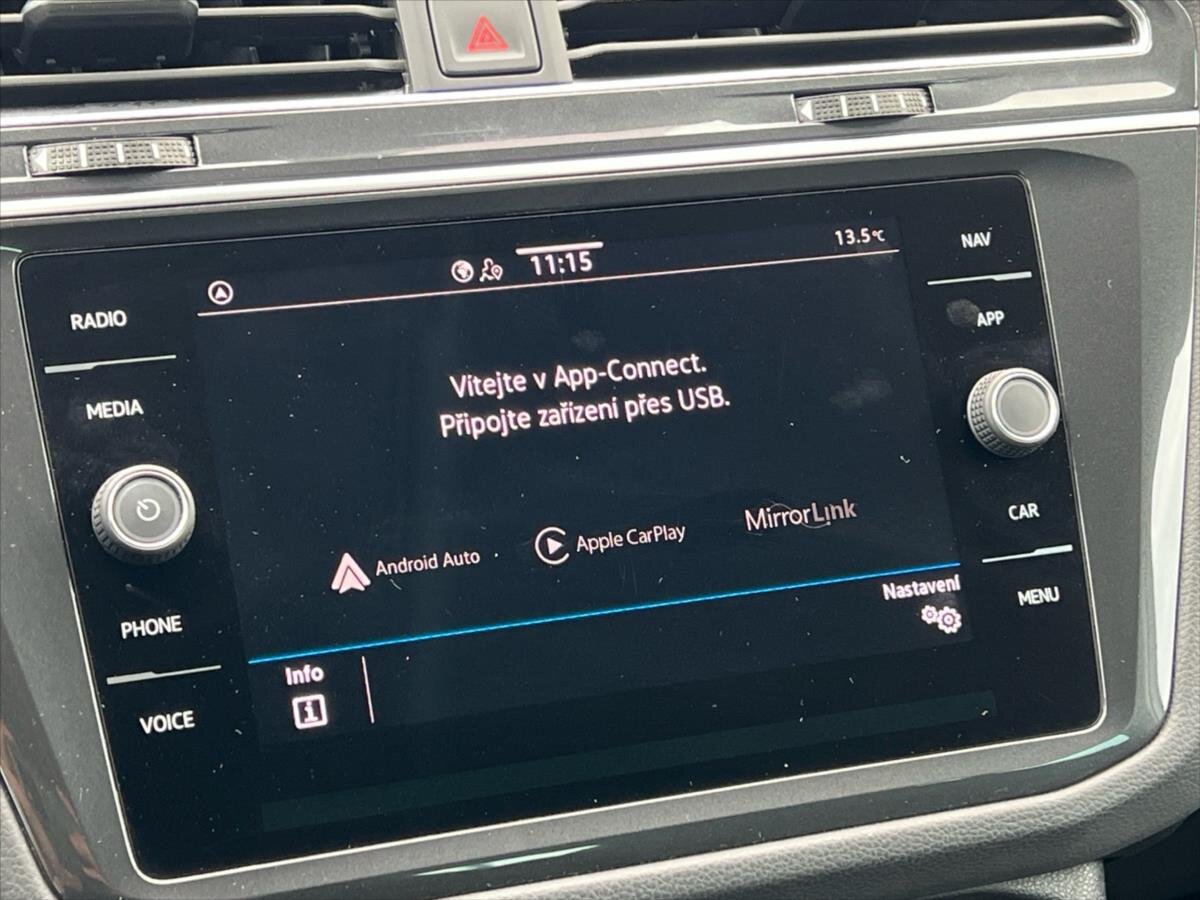 11:15
13.5°C
NAV
RADIO
APP
Vítejte v App-Connect.
Připojte zařízení přes USB.
MEDIA
Android Auto
Apple CarPlay
MirrorLink
CAR
Nastavení
MENU
PHONE
Info
VOICE